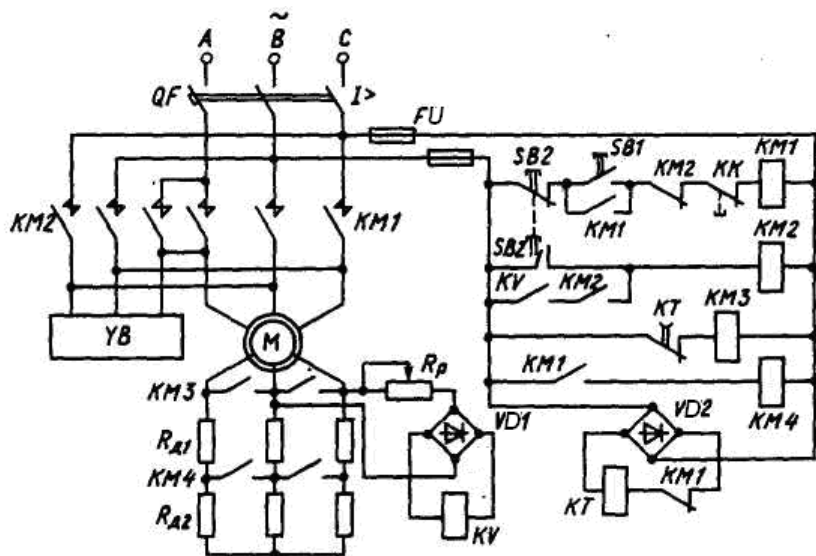 ~
A B C
QF I> FU
SB2 SB1 KM2 KK KM1
KM2 KM1 KM1
SB2 KM2
KV KM2
YB M KT KM3
KM3 Rp KM1
Rд1 VD1 VD2 KM4
KM4 KM1
Rд2 KV KT